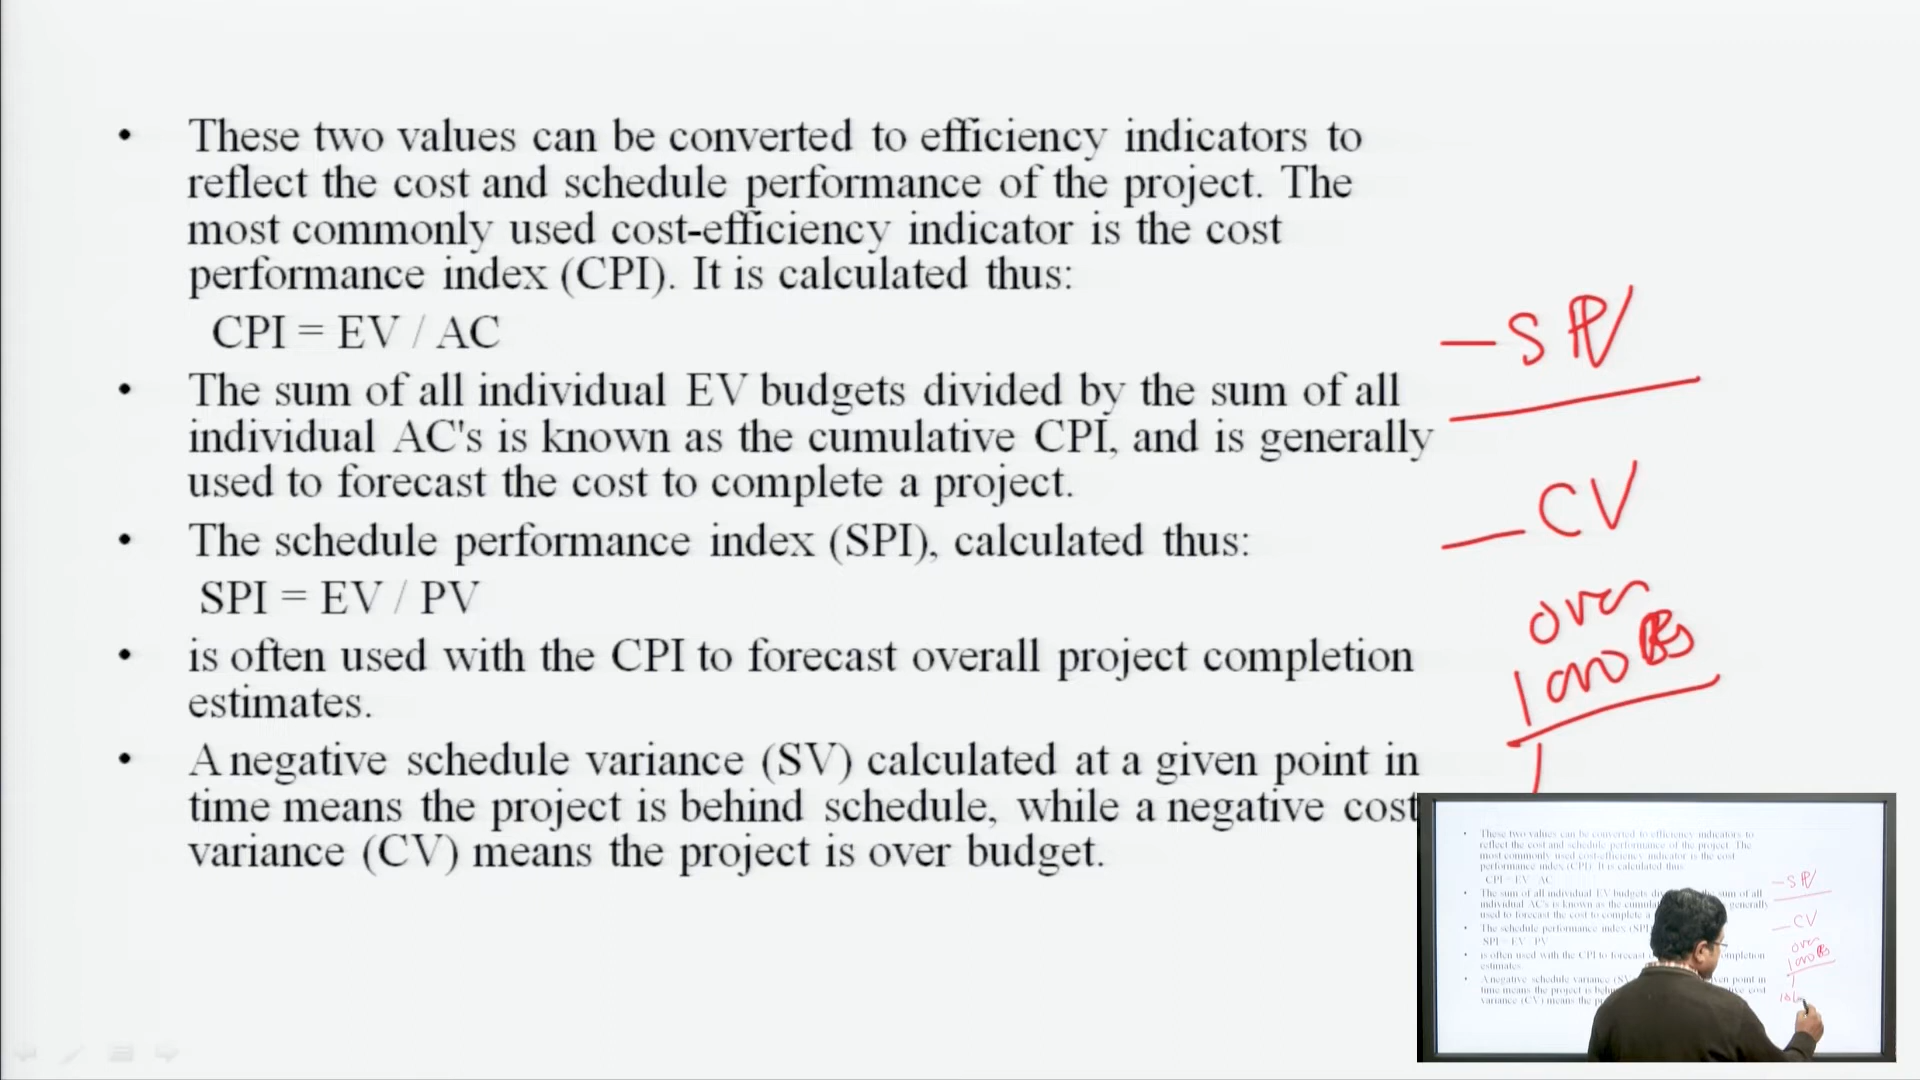 • These two values can be converted to efficiency indicators to
reflect the cost and schedule performance of the project. The
most commonly used cost-efficiency indicator is the cost
performance index (CPI). It is calculated thus:
CPI = EV / AC
• The sum of all individual EV budgets divided by the sum of all
individual AC's is known as the cumulative CPI, and is generally
used to forecast the cost to complete a project.
• The schedule performance index (SPI), calculated thus:
SPI = EV / PV
• is often used with the CPI to forecast overall project completion
estimates.
• A negative schedule variance (SV) calculated at a given point in
time means the project is behind schedule, while a negative cost
variance (CV) means the project is over budget.
– CV
over